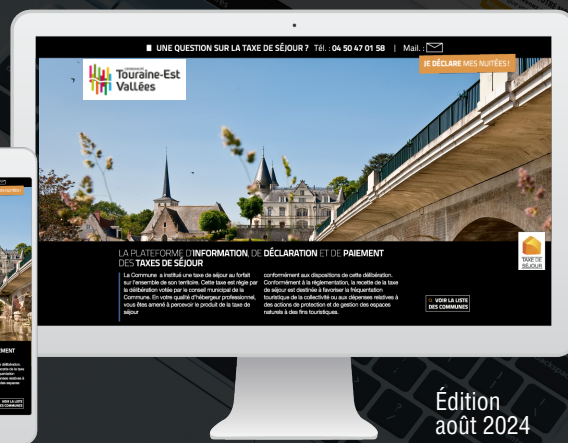 UNE QUESTION SUR LA TAXE DE SÉJOUR ? Tél. : 04 50 47 01 58 | Mail. :
JE DÉCLARE MES NUITÉES !
Touraine-Est
Vallées
LA PLATEFORME D'INFORMATION, DE DÉCLARATION ET DE PAIEMENT
DES TAXES DE SÉJOUR
La Commune a institué une taxe de séjour au forfait
sur l'ensemble de son territoire. Cette taxe est régie par
la délibération votée par le conseil municipal de la
Commune. En votre qualité d'hébergeur professionnel,
vous êtes amené à percevoir le produit de la taxe de
séjour
conformément aux dispositions de cette délibération.
Conformément à la règlementation, la recette de la taxe
de séjour est destinée à favoriser la fréquentation
touristique de la collectivité ou aux dépenses relatives à
des actions de protection et de gestion des espaces
naturels à des fins touristiques.
TAXE DE
SÉJOUR
VOIR LA LISTE
DES COMMUNES
Édition
août 2024